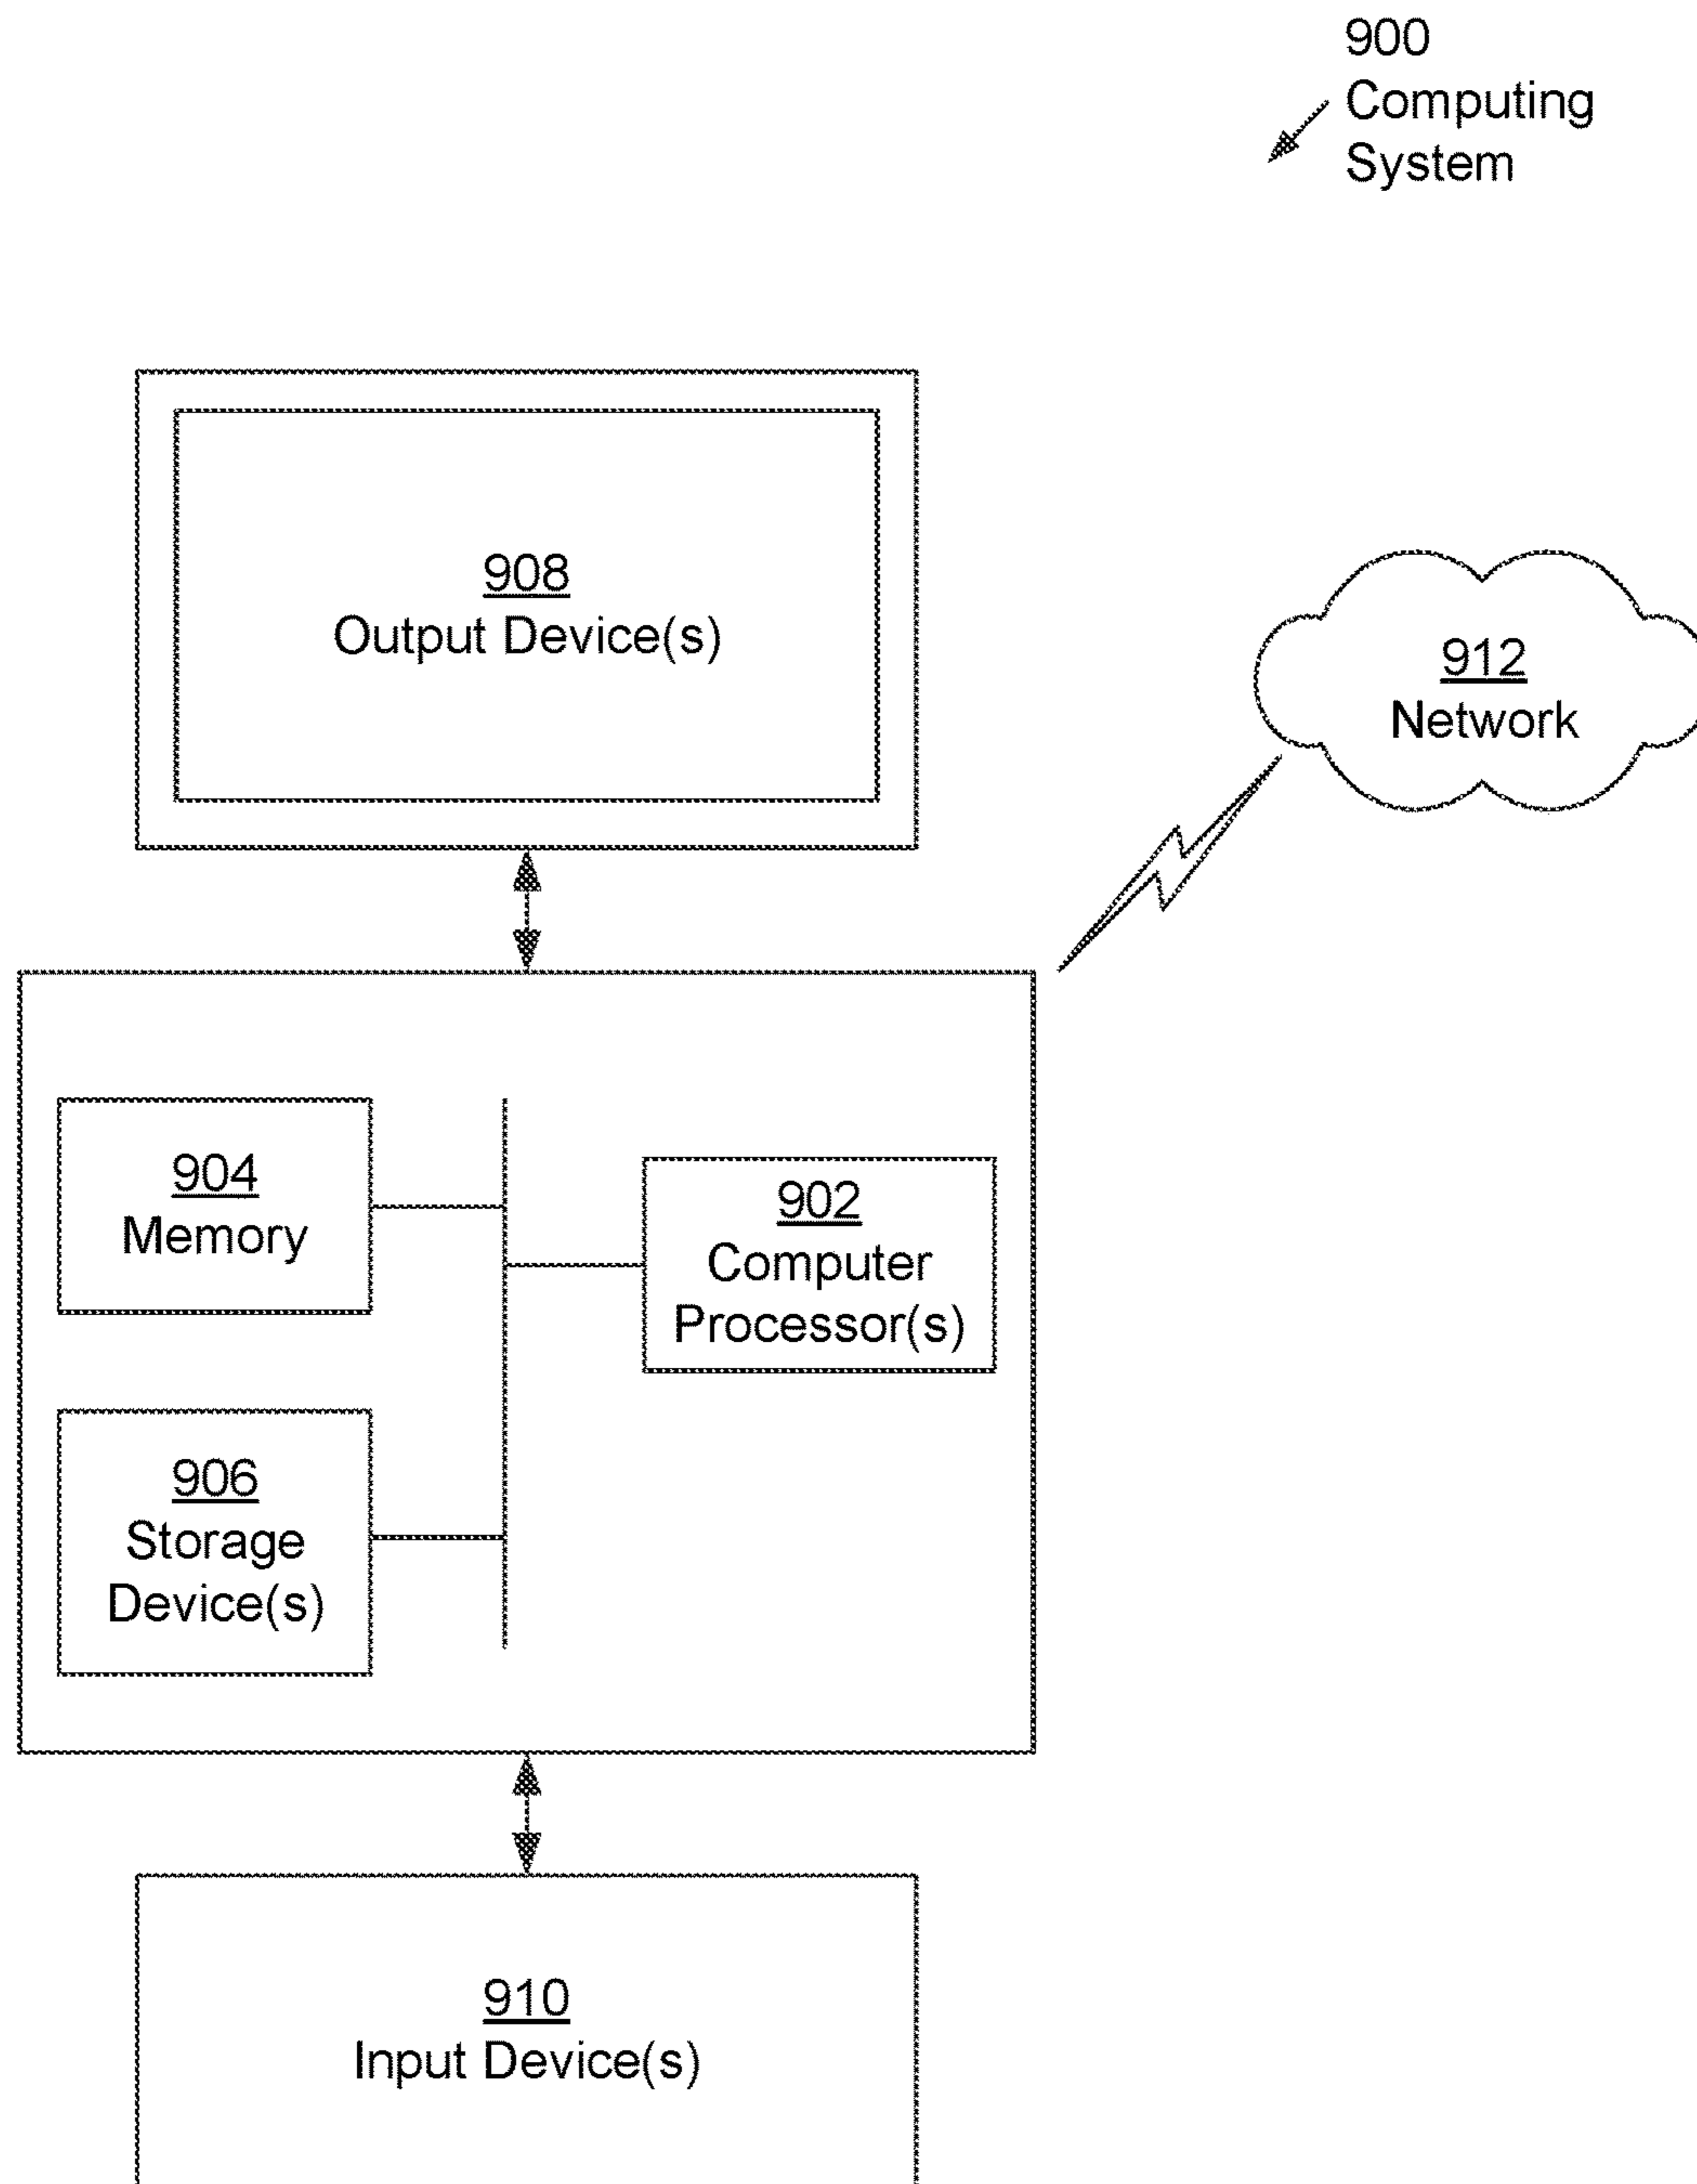 900
Computing
System
908
Output Device(s)
912
Network
904
Memory
902
Computer
Processor(s)
906
Storage
Device(s)
910
Input Device(s)